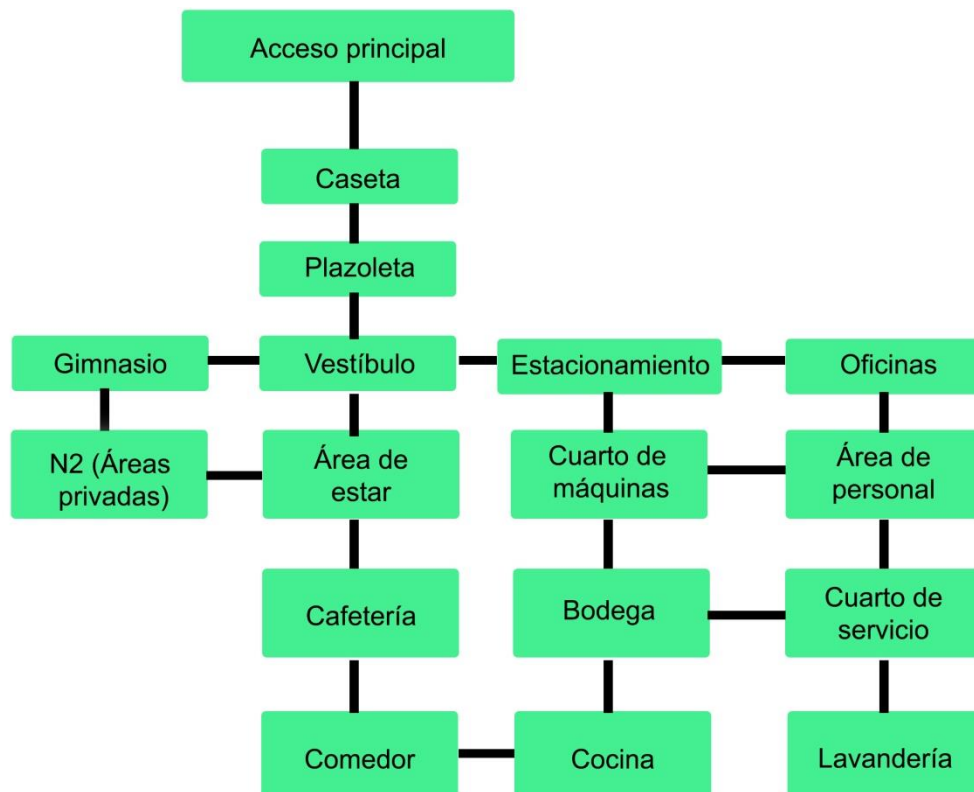 Acceso principal
Caseta
Plazoleta
Gimnasio
Vestíbulo
Estacionamiento
Oficinas
N2 (Áreas
privadas)
Área de
estar
Cuarto de
máquinas
Área de
personal
Cafetería
Bodega
Cuarto de
servicio
Comedor
Cocina
Lavandería